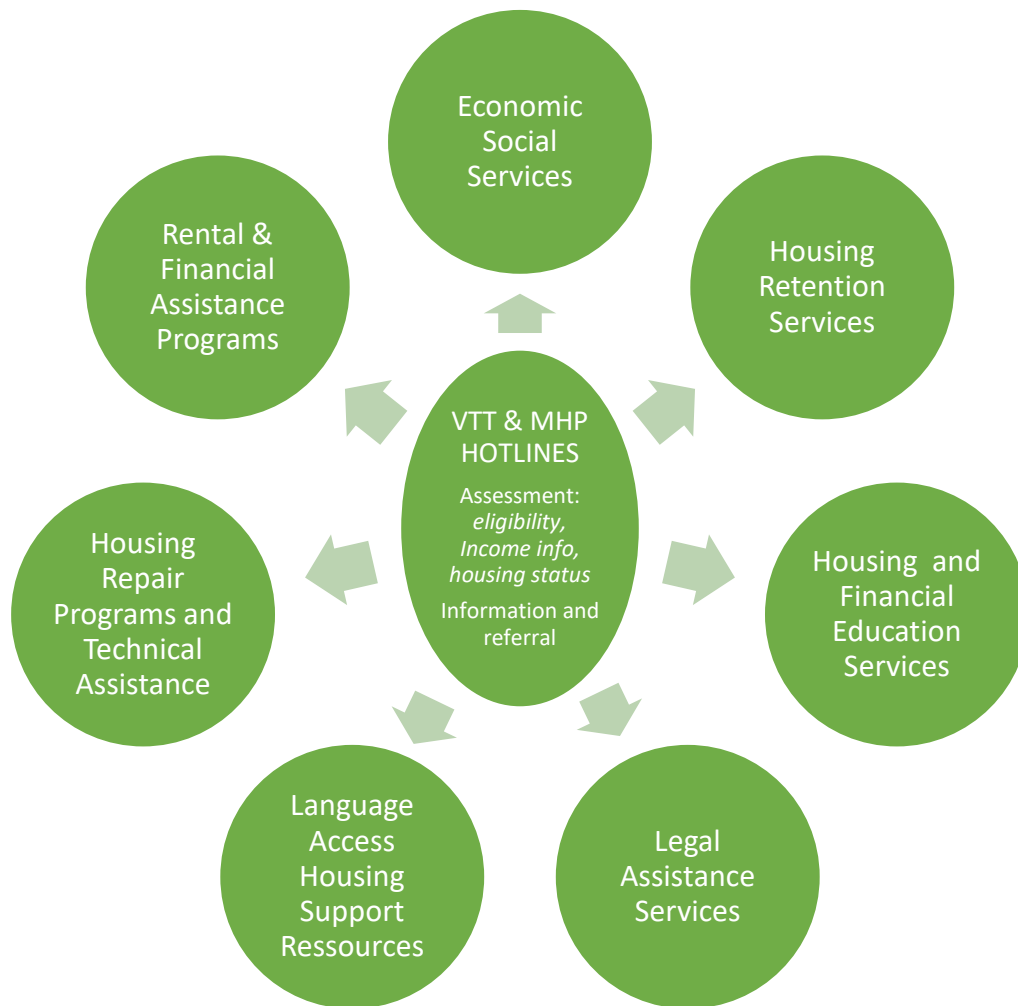 Economic
Social
Services
Housing
Retention
Services
Housing  and
Financial
Education
Services
Legal
Assistance
Services
Language
Access
Housing
Support
Ressources
Housing
Repair
Programs and
Technical
Assistance
Rental &
Financial
Assistance
Programs
VTT & MHP
HOTLINES
Assessment:
eligibility,
Income info,
housing status
Information and
referral